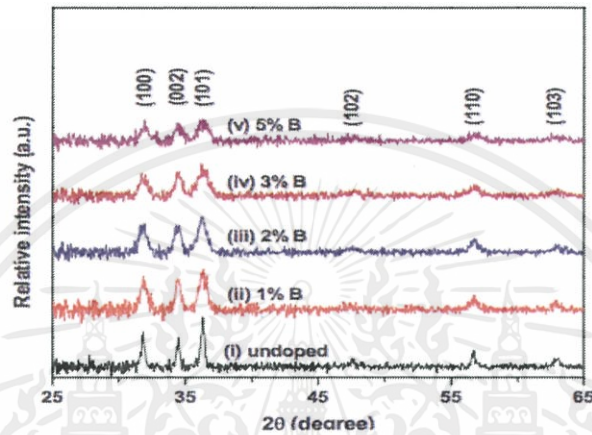 Relative intensity (a.u.)
(100)
(002)
(101)
(102)
(110)
(103)
(v) 5% B
(iv) 3% B
(iii) 2% B
(ii) 1% B
(i) undoped
25
35
45
55
65
2θ (degree)